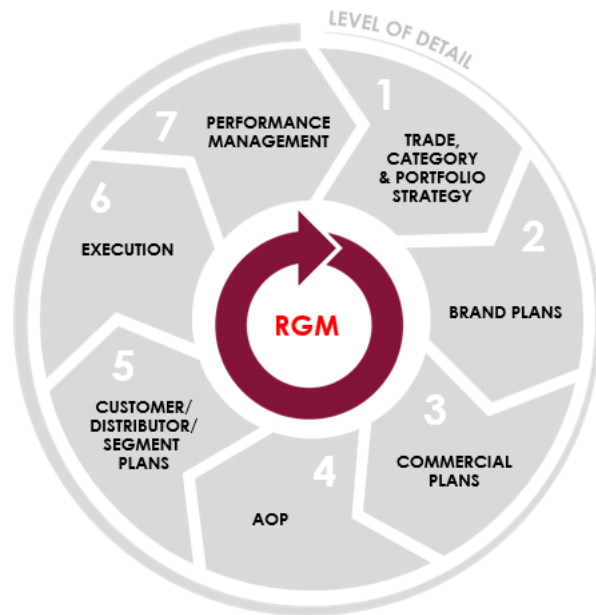 LEVEL OF DETAIL
1
TRADE,
CATEGORY
& PORTFOLIO
STRATEGY
2
BRAND PLANS
3
COMMERCIAL
PLANS
4
AOP
5
CUSTOMER/
DISTRIBUTOR/
SEGMENT
PLANS
6
EXECUTION
7
PERFORMANCE
MANAGEMENT
RGM